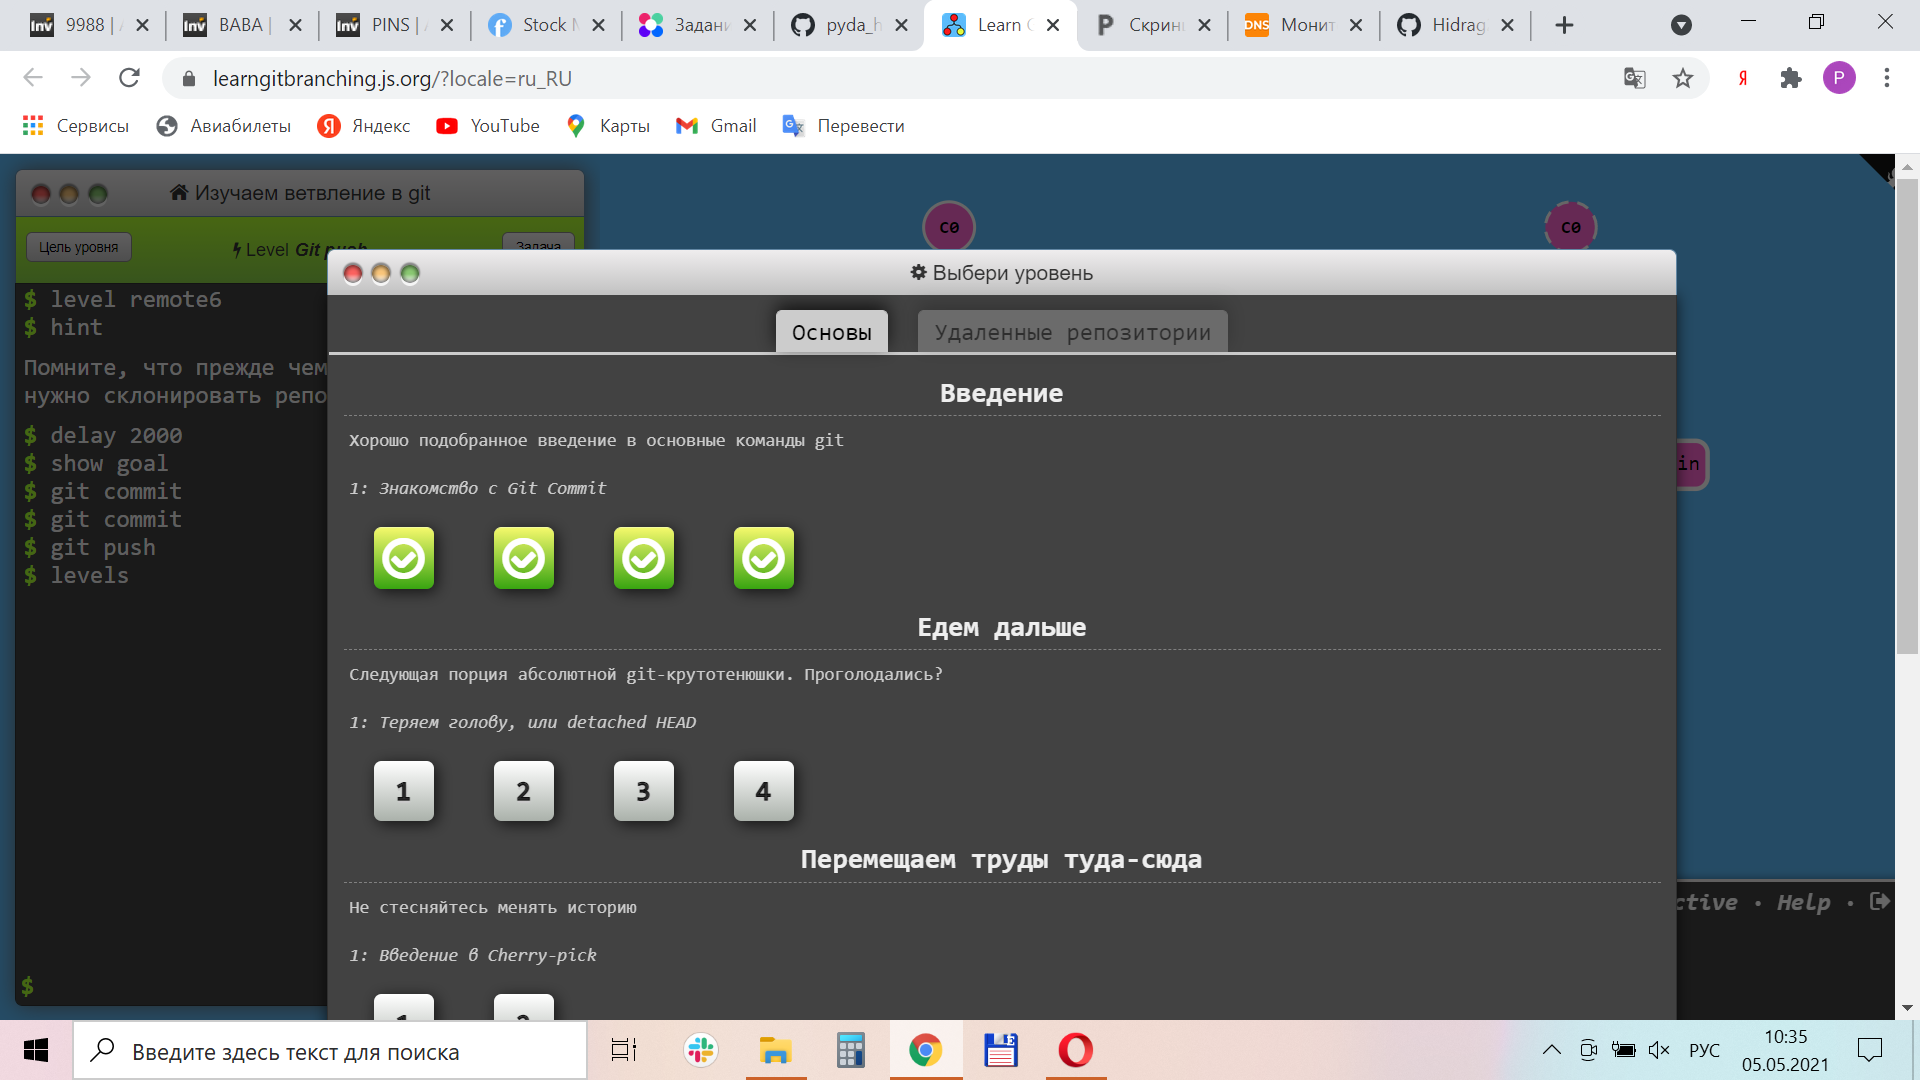 9988 | A
BABA |
PINS | A
Stock M
Задани
pyda_h
Learn G
Скрині
Монит
Hidrag
learngitbranching.js.org/?locale=ru_RU
Сервисы
Авиабилеты
Яндекс
YouTube
Карты
Gmail
Перевести
Изучаем ветвление в git
Цель уровня
Level Git push
Задача
$ level remote6
$ hint
Помните, что прежде чем
нужно склонировать репо
$ delay 2000
$ show goal
$ git commit
$ git commit
$ git push
$ levels
$
C0
C0
in
Выбери уровень
Основы
Удаленные репозитории
Введение
Хорошо подобранное введение в основные команды git
1: Знакомство с Git Commit
Едем дальше
Следующая порция абсолютной git-крутотенюшки. Проголодались?
1: Теряем голову, или detached HEAD
1 2 3 4
Перемещаем труды туда-сюда
Не стесняйтесь менять историю
1: Введение в Cherry-pick
1 2
ctive • Help •
Введите здесь текст для поиска
РУС
10:35
05.05.2021